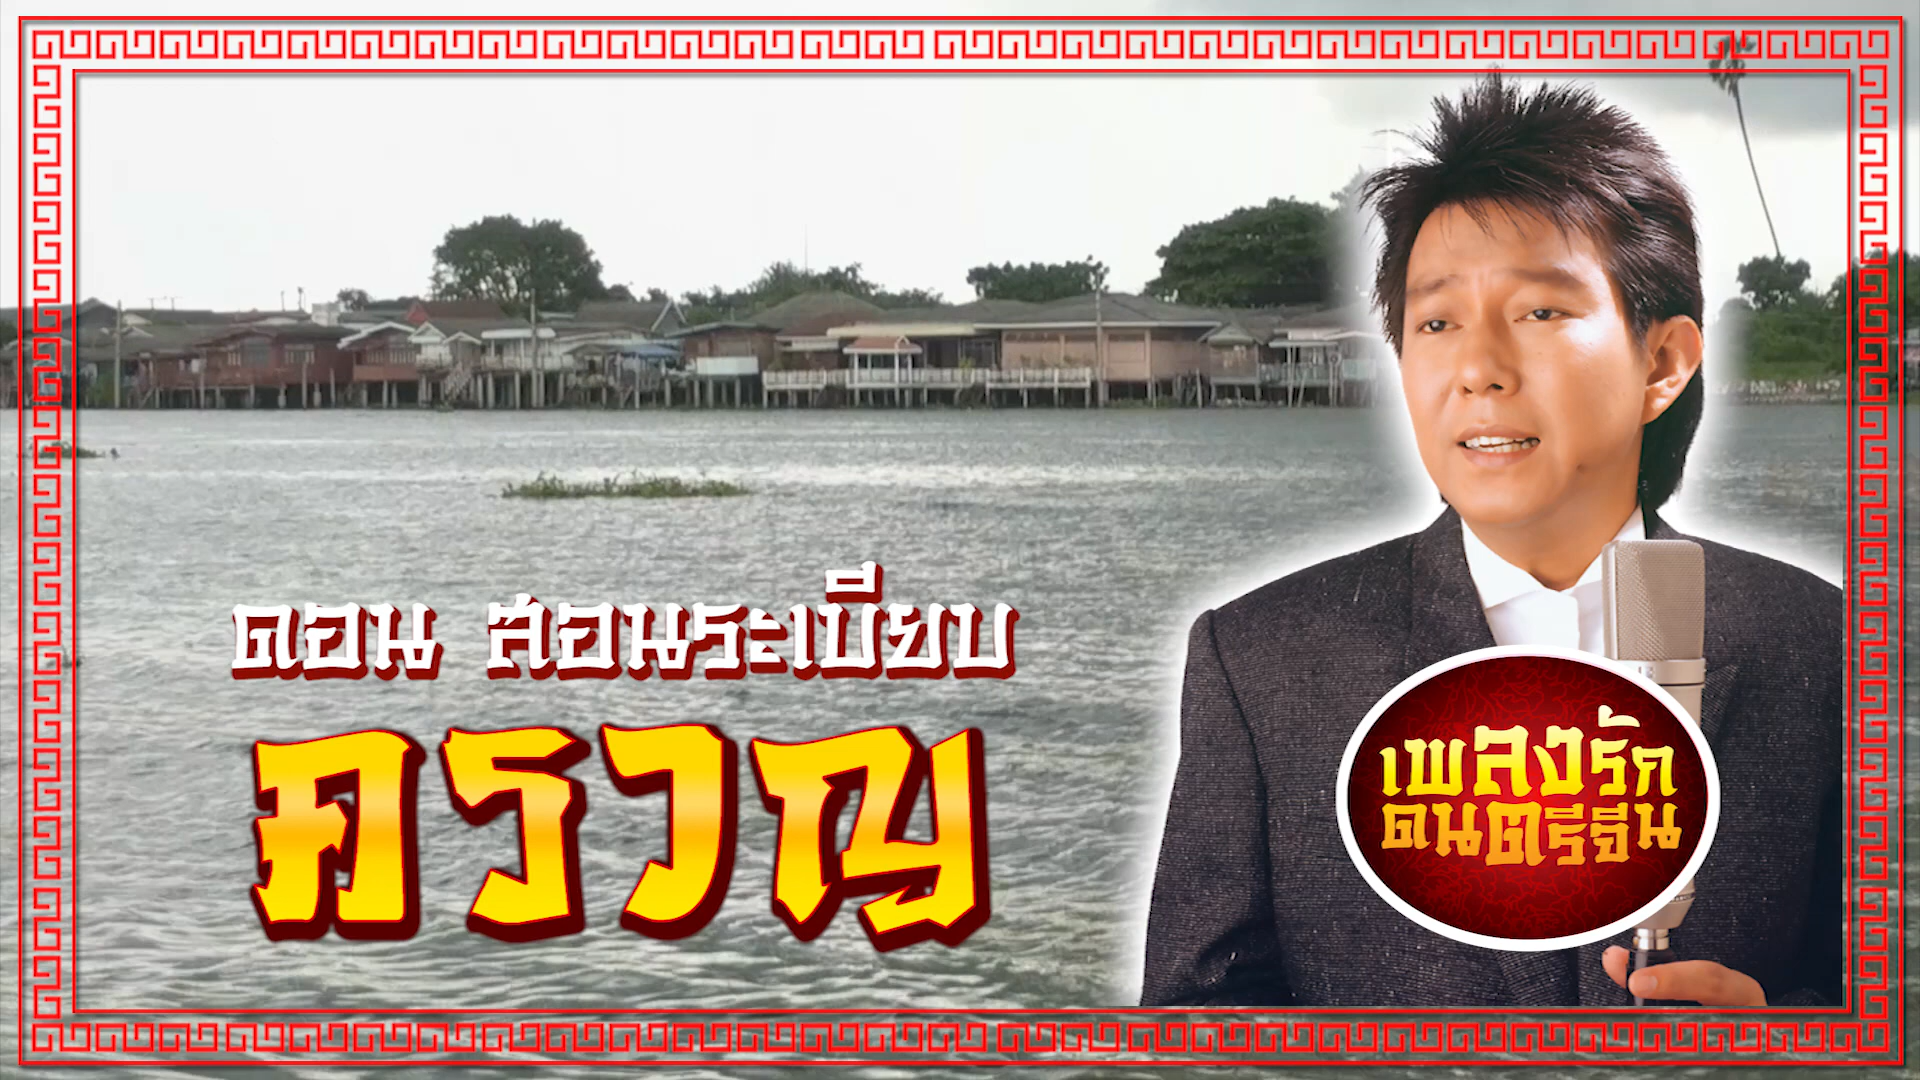 ดอน สอนระเบียบ
ครวญ
เพลงรัก
ดนตรีจีน